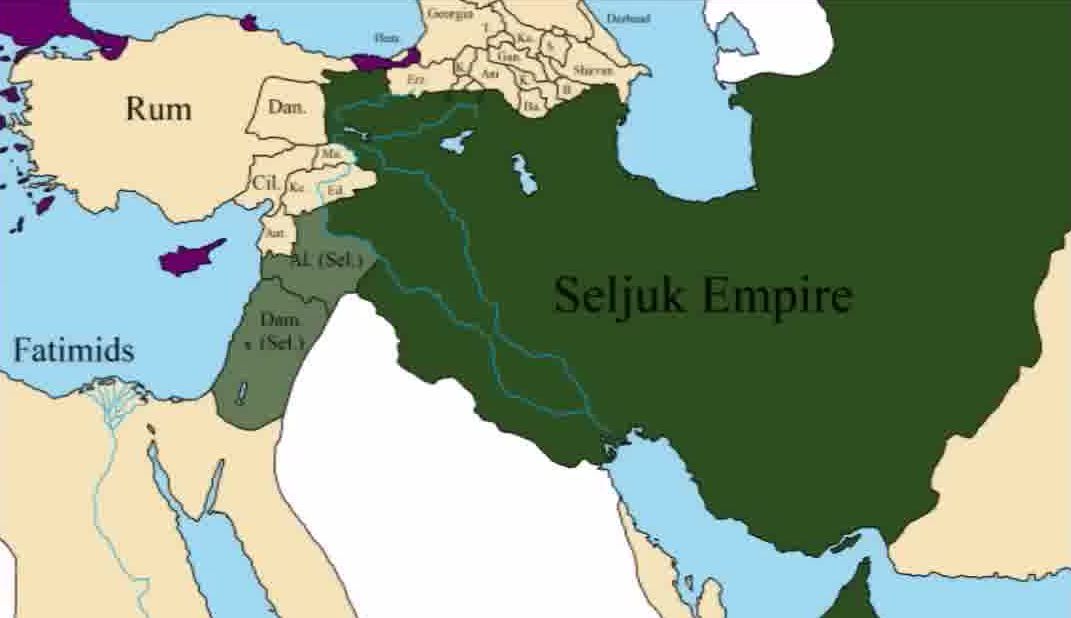 Georgia
Derbend
T.
Ka.
S.
Gan.
Shirvan
K.
Ani
Erz.
K.
B.
Ba.
Rum
Dan.
Ma.
Cil.
Ke.
Ed.
Ant.
Al. (Sel.)
Seljuk Empire
Dam.
(Sel.)
Fatimids